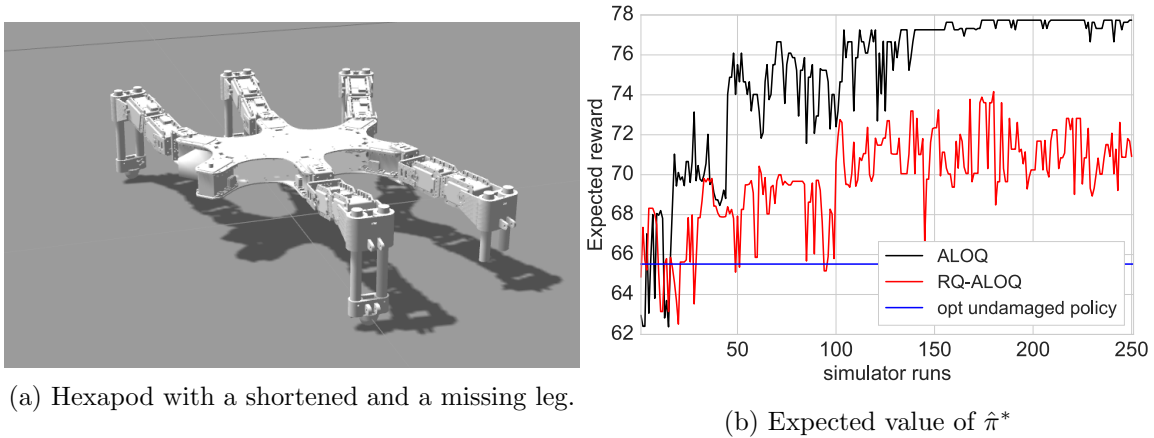 (a) Hexapod with a shortened and a missing leg.
78
76
74
72
70
68
66
64
62
Expected reward
ALOQ
RQ-ALOQ
opt undamaged policy
50 100 150 200 250
simulator runs
(b) Expected value of π̂*